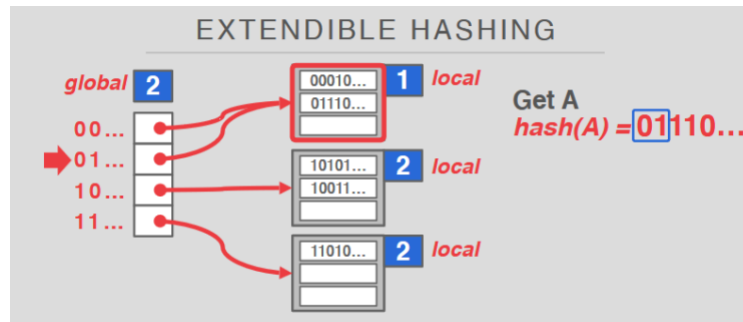 EXTENDIBLE HASHING
global 2
00...
01...
10...
11...
00010...
01110...
1 local
10101...
10011...
2 local
11010...
2 local
Get A
hash(A) = 01110...